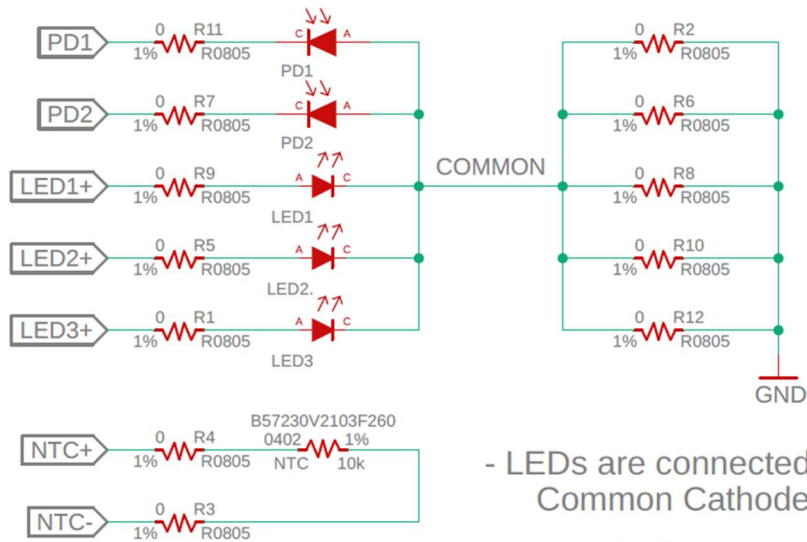 PD1
0 R11
1% R0805
C A
PD1
PD2
0 R7
1% R0805
C A
PD2
LED1+
0 R9
1% R0805
A C
LED1
LED2+
0 R5
1% R0805
A C
LED2.
LED3+
0 R1
1% R0805
A C
LED3
COMMON
0 R2
1% R0805
0 R6
1% R0805
0 R8
1% R0805
0 R10
1% R0805
0 R12
1% R0805
GND
NTC+
0 R4
1% R0805
B57230V2103F260
0402 1%
NTC 10k
NTC-
0 R3
1% R0805
- LEDs are connected
Common Cathode